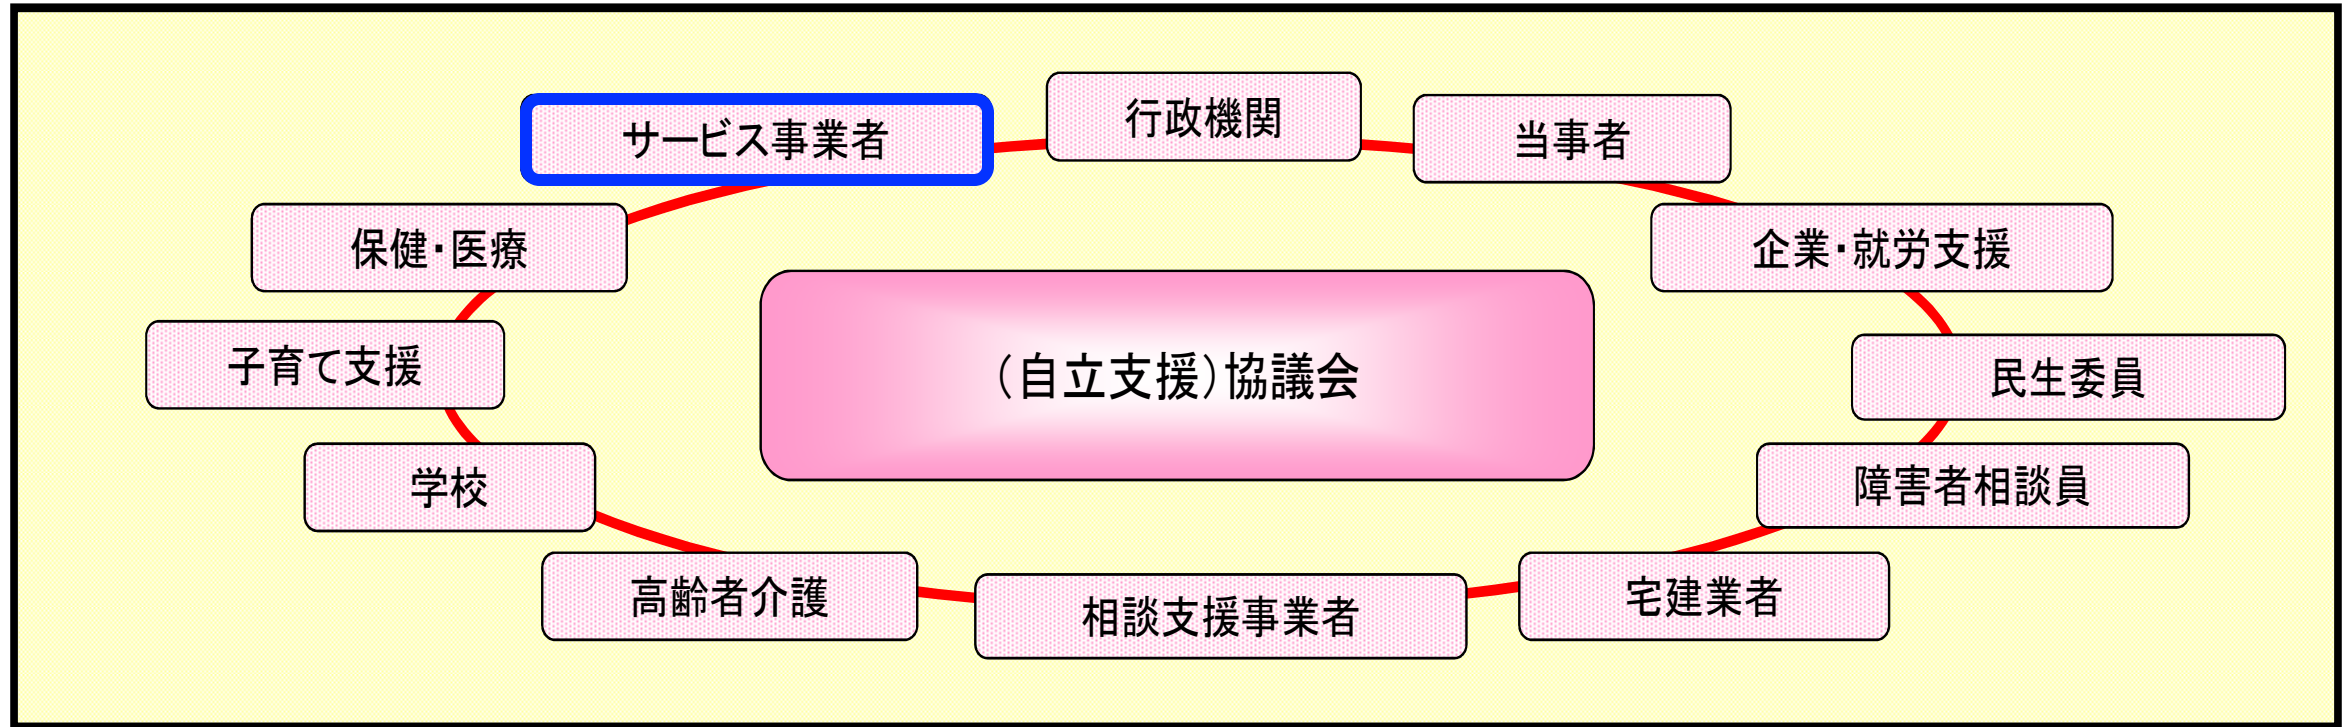 行政機関
サービス事業者
当事者
保健・医療
企業・就労支援
子育て支援
（自立支援）協議会
民生委員
学校
障害者相談員
高齢者介護
相談支援事業者
宅建業者